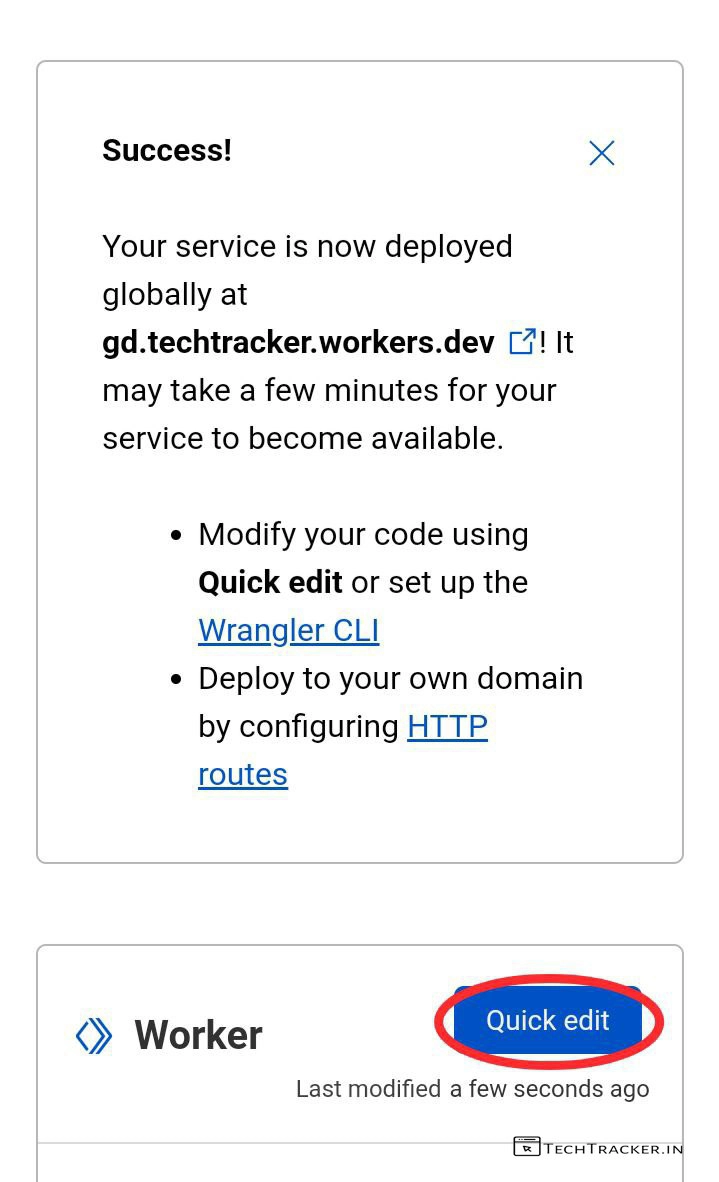 Success!
Your service is now deployed
globally at
gd.techtracker.workers.dev ! It
may take a few minutes for your
service to become available.
• Modify your code using
Quick edit or set up the
Wrangler CLI
• Deploy to your own domain
by configuring HTTP
routes
Worker
Quick edit
Last modified a few seconds ago
TECHTRACKER.IN